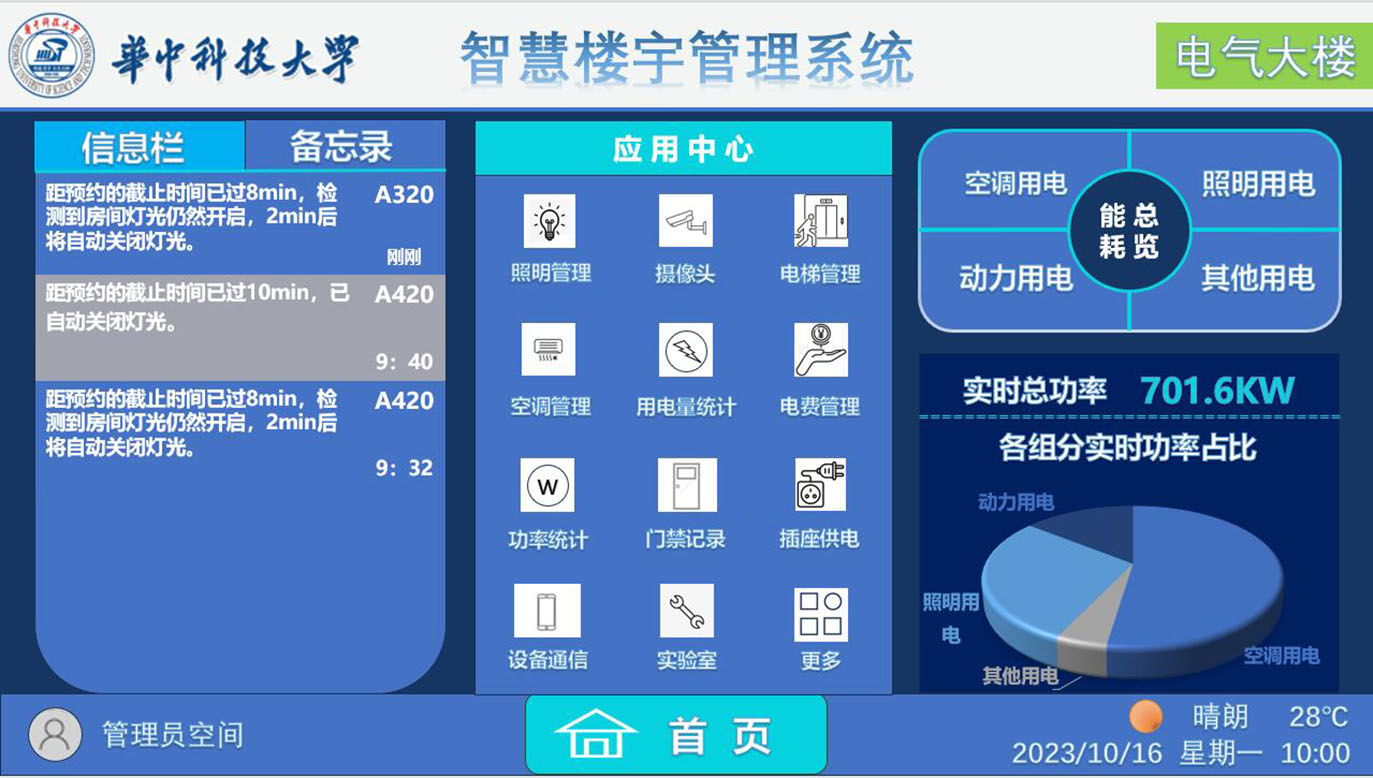 華中科技大学
智慧楼宇管理系统
电气大楼
信息栏
备忘录
距预约的截止时间已过8min，检
测到房间灯光仍然开启，2min后
将自动关闭灯光。
A320
刚刚
距预约的截止时间已过10min，已
自动关闭灯光。
A420
9：40
距预约的截止时间已过8min，检
测到房间灯光仍然开启，2min后
将自动关闭灯光。
A420
9：32
应用中心
照明管理
摄像头
电梯管理
空调管理
用电量统计
电费管理
W
功率统计
门禁记录
插座供电
设备通信
实验室
更多
空调用电
照明用电
能总
耗览
动力用电
其他用电
实时总功率 701.6KW
各组分实时功率占比
动力用电
照明用
电
其他用电
空调用电
管理员空间
首页
晴朗 28℃
2023/10/16 星期一 10:00